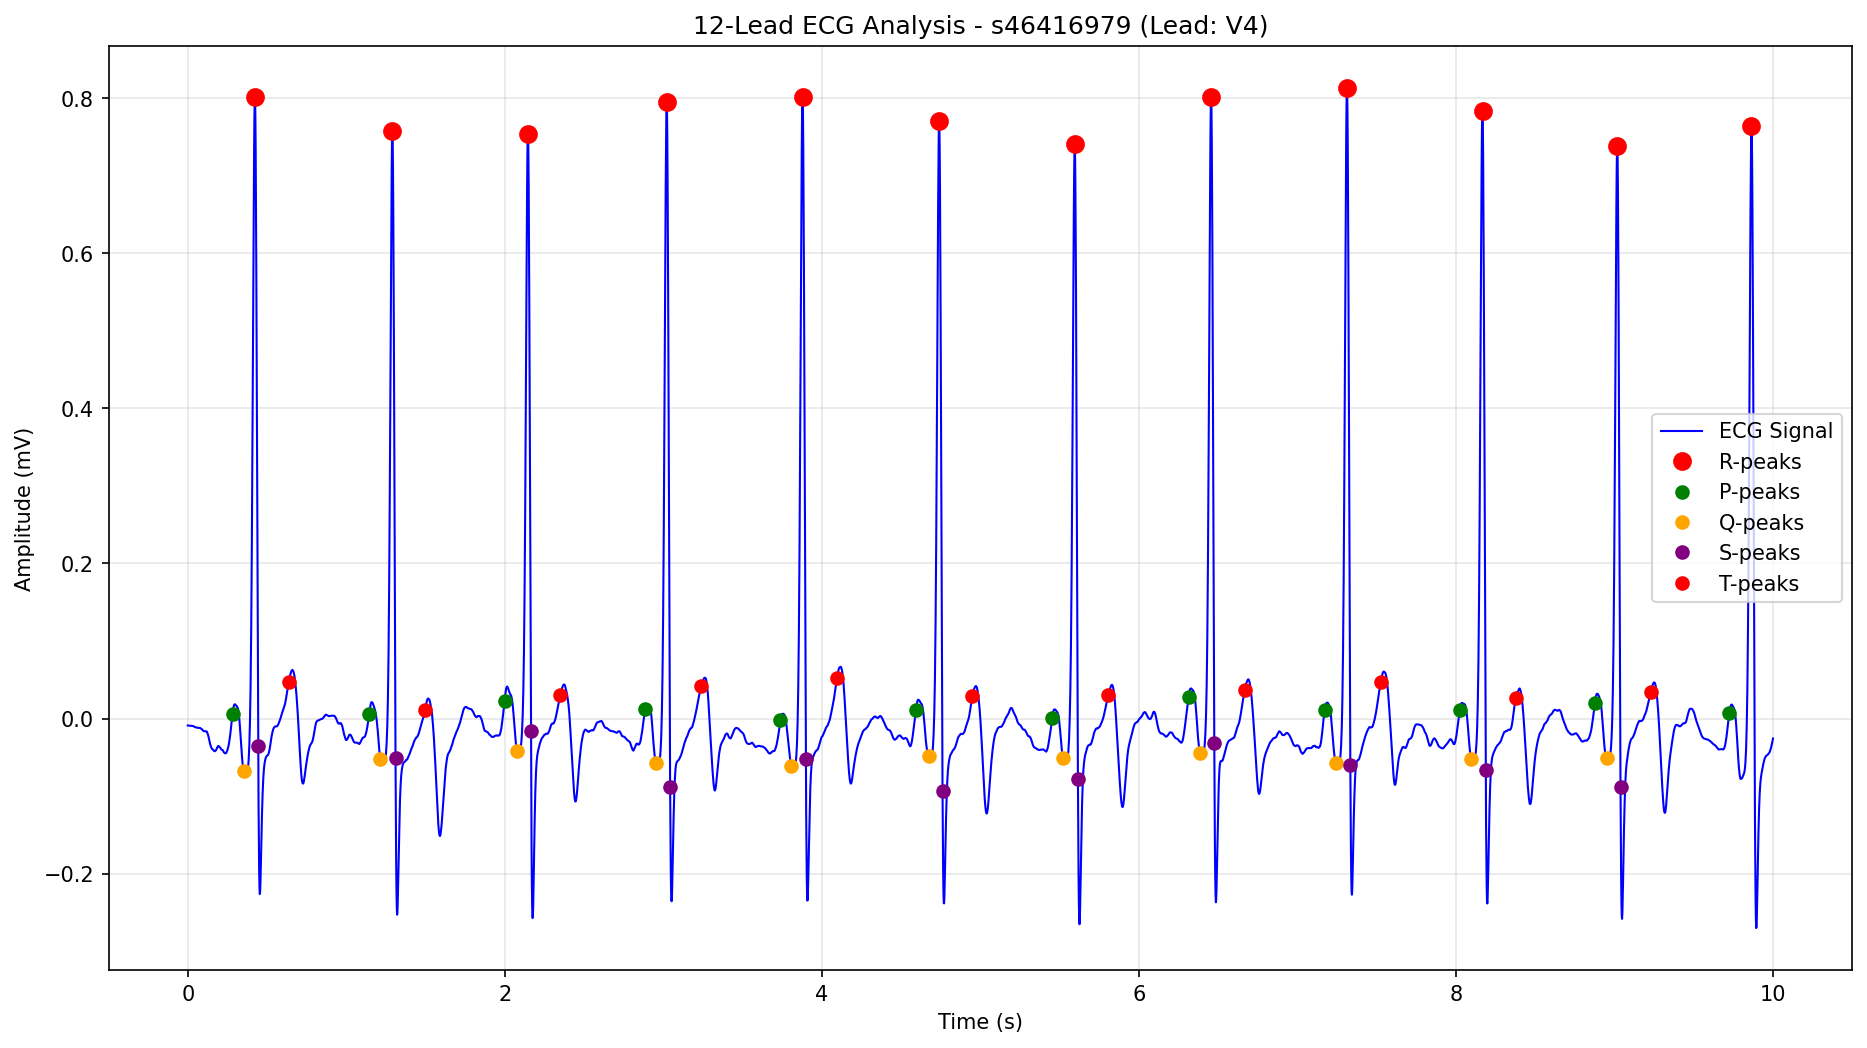 12-Lead ECG Analysis - s46416979 (Lead: V4)
Amplitude (mV)
0.8
0.6
0.4
0.2
0.0
−0.2
ECG Signal
R-peaks
P-peaks
Q-peaks
S-peaks
T-peaks
0 2 4 6 8 10
Time (s)